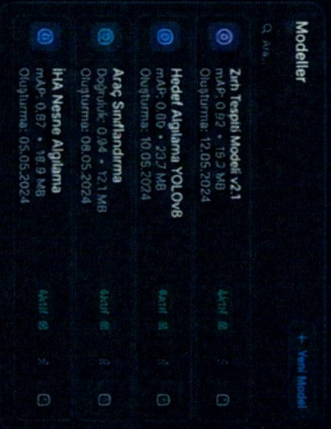 Modeller
+ Yeni Model
Ara...
Zırh Tespiti Modeli v2.1
mAP: 0.92 • 15.2 MB
Oluşturma: 12.05.2024
Aktif
Hedef Algılama YOLOv8
mAP: 0.80 • 23.7 MB
Oluşturma: 10.05.2024
Aktif
Araç Sınıflandırma
Doğruluk: 0.94 • 12.1 MB
Oluşturma: 08.05.2024
Aktif
İHA Nesne Algılama
mAP: 0.87 • 18.9 MB
Oluşturma: 05.05.2024
Aktif